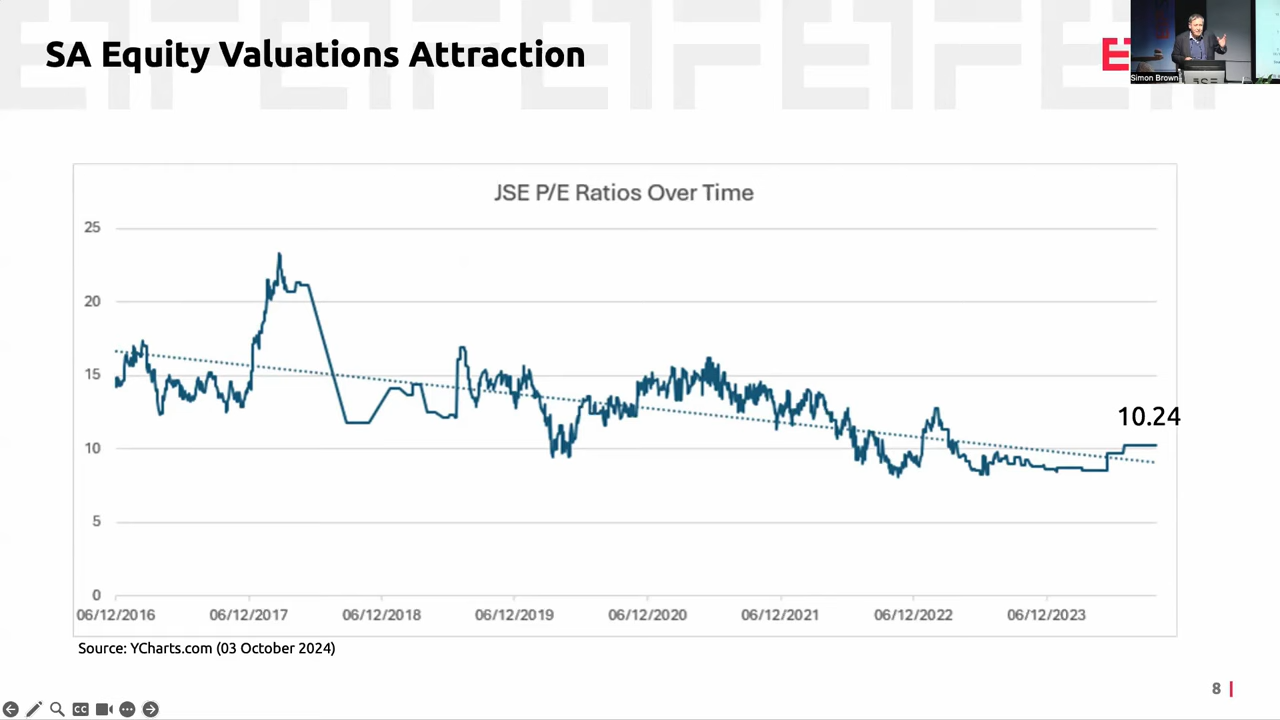 SA Equity Valuations Attraction
Simon Brown
JSE
JSE P/E Ratios Over Time
25
20
15
10
5
0
10.24
06/12/2016 06/12/2017 06/12/2018 06/12/2019 06/12/2020 06/12/2021 06/12/2022 06/12/2023
Source: YCharts.com (03 October 2024)
8
CC